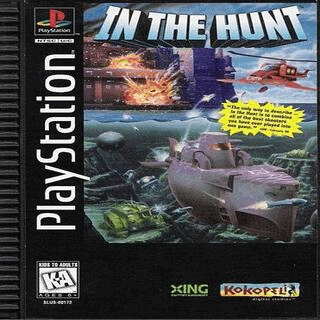 PlayStation
NTSC U/C
PlayStation
IN THE HUNT
"The only way to describe
In the Hunt is to combine
all of the best shooters
you have ever played into
one game."
KIDS TO ADULTS
K-A
AGES 6+
SLUS-00172
XING
ENTERTAINMENT
KOKOPELI
digital studios